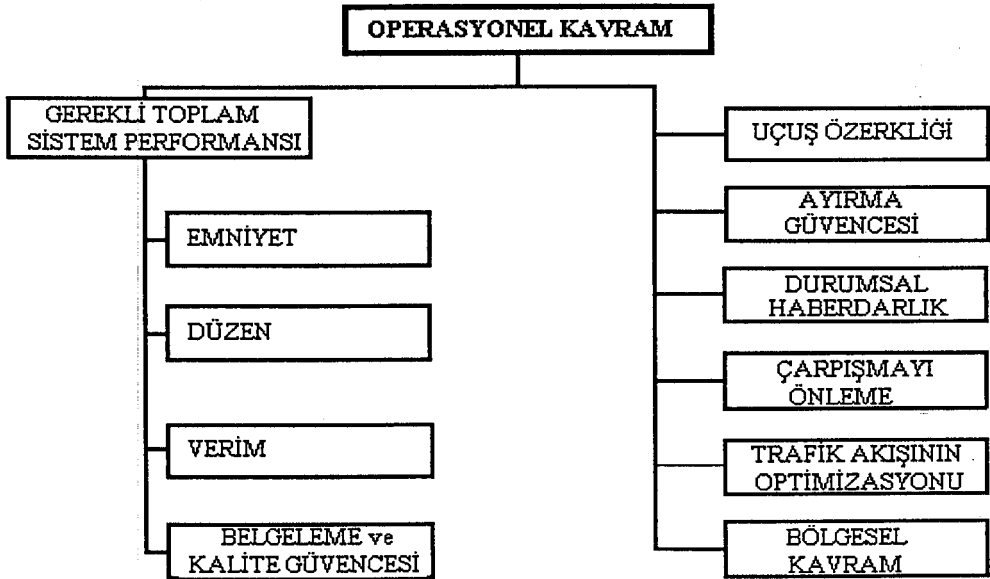 OPERASYONEL KAVRAM
GEREKLİ TOPLAM
SİSTEM PERFORMANSI
EMNİYET
DÜZEN
VERİM
BELGELEME ve
KALİTE GÜVENCESİ
UÇUŞ ÖZERKLİĞİ
AYIRMA
GÜVENCESİ
DURUMSAL
HABERDARLIK
ÇARPIŞMAYI
ÖNLEME
TRAFİK AKIŞININ
OPTİMİZASYONU
BÖLGESEL
KAVRAM